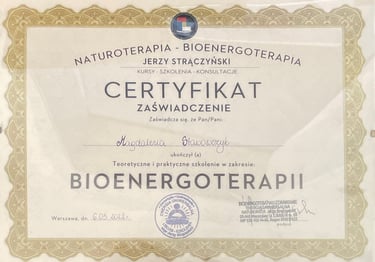 NATUROTERAPIA - BIOENERGOTERAPIA
JERZY STRĄCZYŃSKI
KURSY - SZKOLENIA - KONSULTACJE
CERTYFIKAT
ZAŚWIADCZENIE
Zaświadcza się, że Pan/Pani:
Magdalena
ukończył (a)
Teoretyczne i praktyczne szkolenie w zakresie:
BIOENERGOTERAPII
Warszawa, dn.